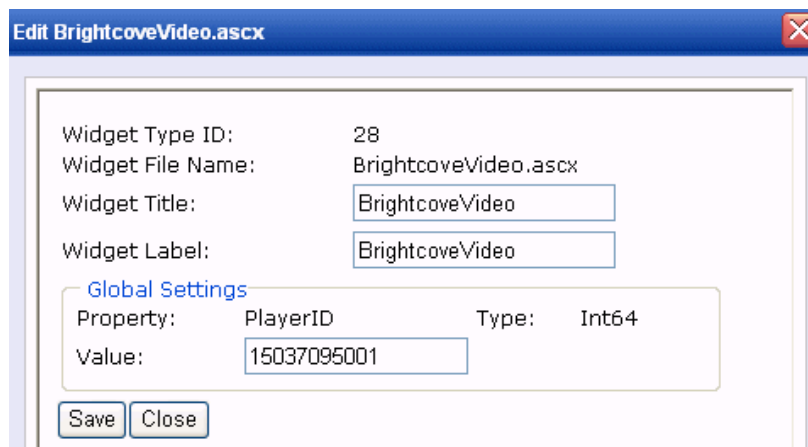 Edit BrightcoveVideo.ascx
Widget Type ID: 28
Widget File Name: BrightcoveVideo.ascx
Widget Title: BrightcoveVideo
Widget Label: BrightcoveVideo
Global Settings
Property: PlayerID Type: Int64
Value: 15037095001
Save Close